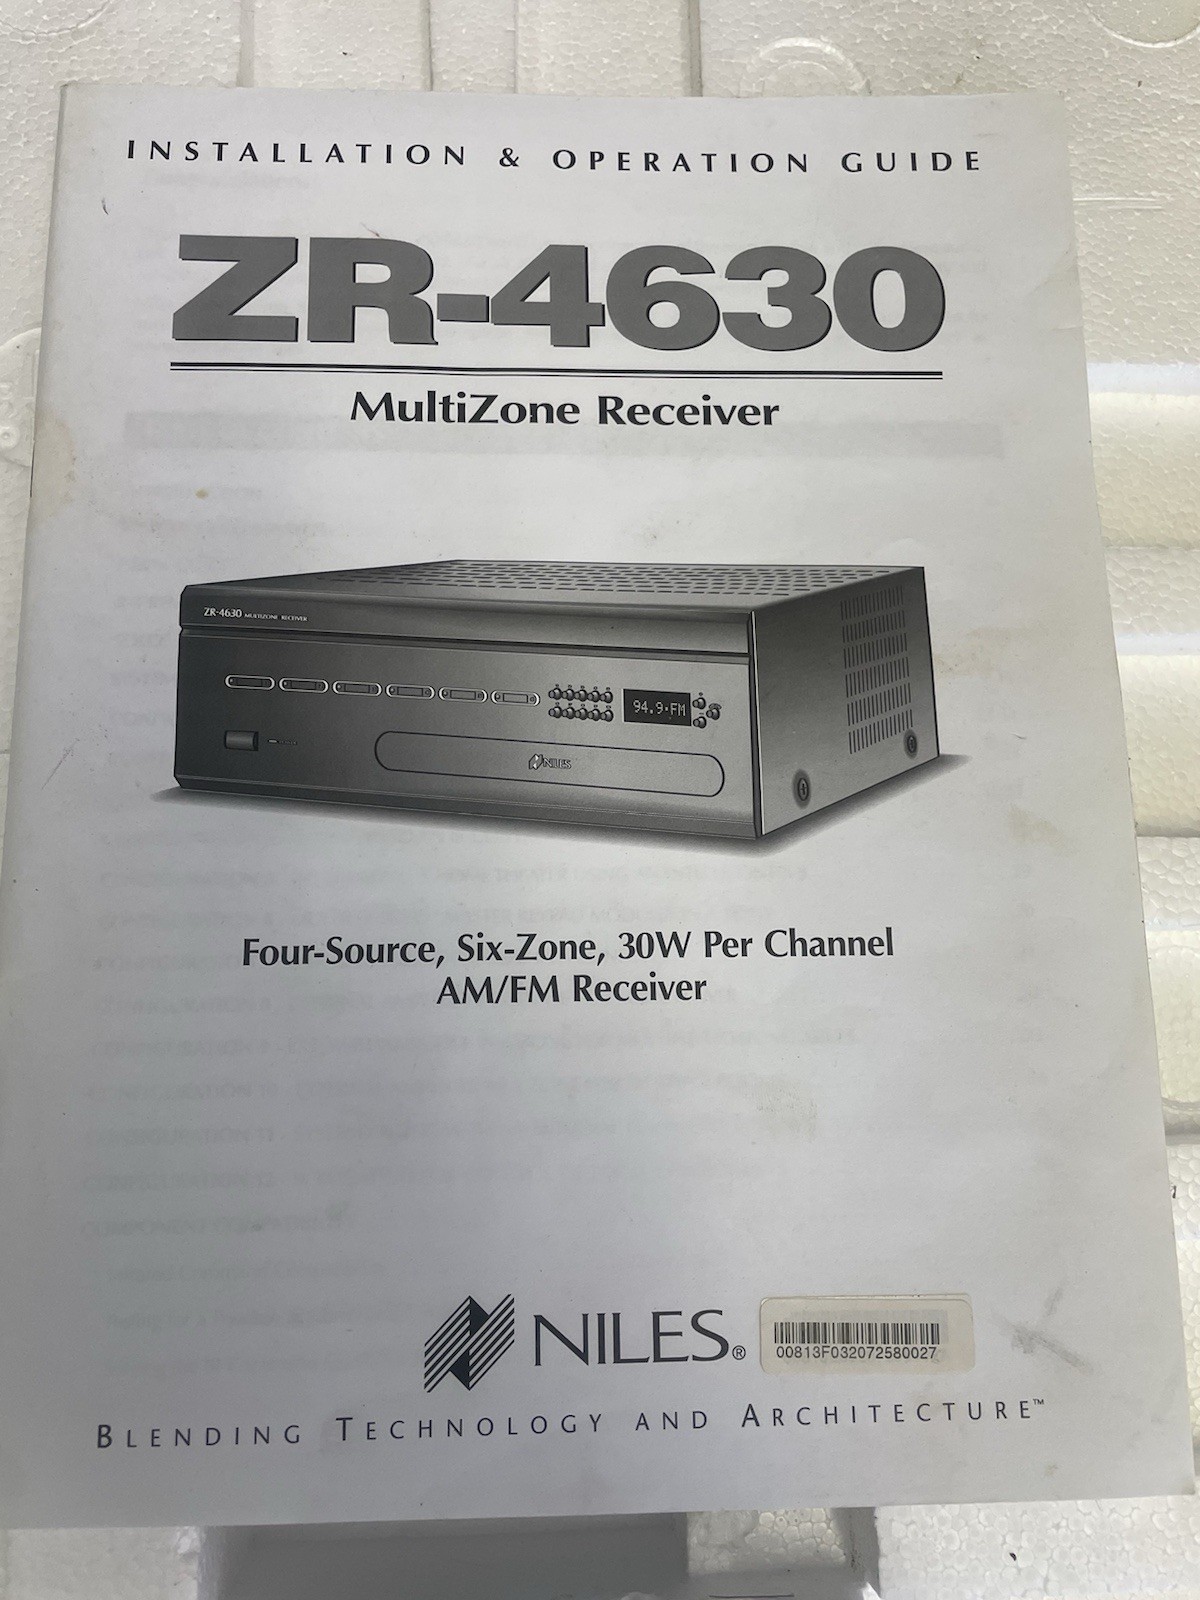 INSTALLATION & OPERATION GUIDE
ZR-4630
MultiZone Receiver
ZR-4630 MULTIZONE RECEIVER
94.9 FM
NILES
Four-Source, Six-Zone, 30W Per Channel
AM/FM Receiver
NILES®
00813F032072580027
BLENDING TECHNOLOGY AND ARCHITECTURE™